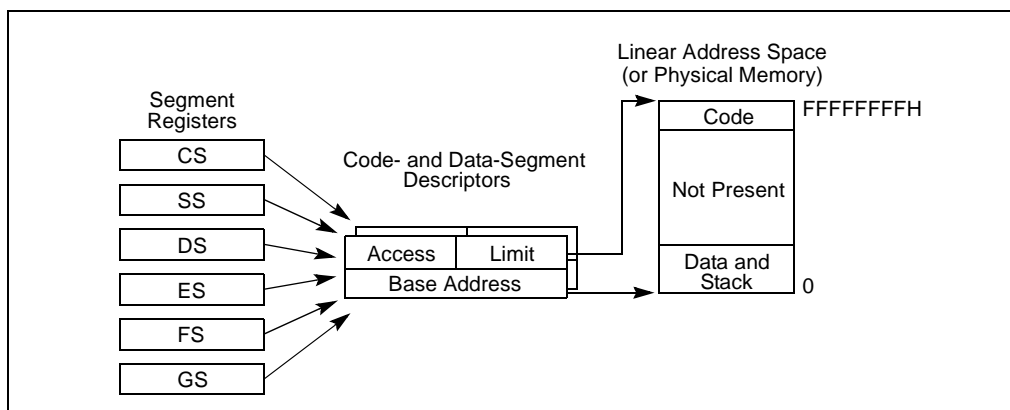 Linear Address Space
(or Physical Memory)
Segment
Registers
CS
SS
DS
ES
FS
GS
Code- and Data-Segment
Descriptors
Access
Limit
Base Address
Code
FFFFFFFFH
Not Present
Data and
Stack
0